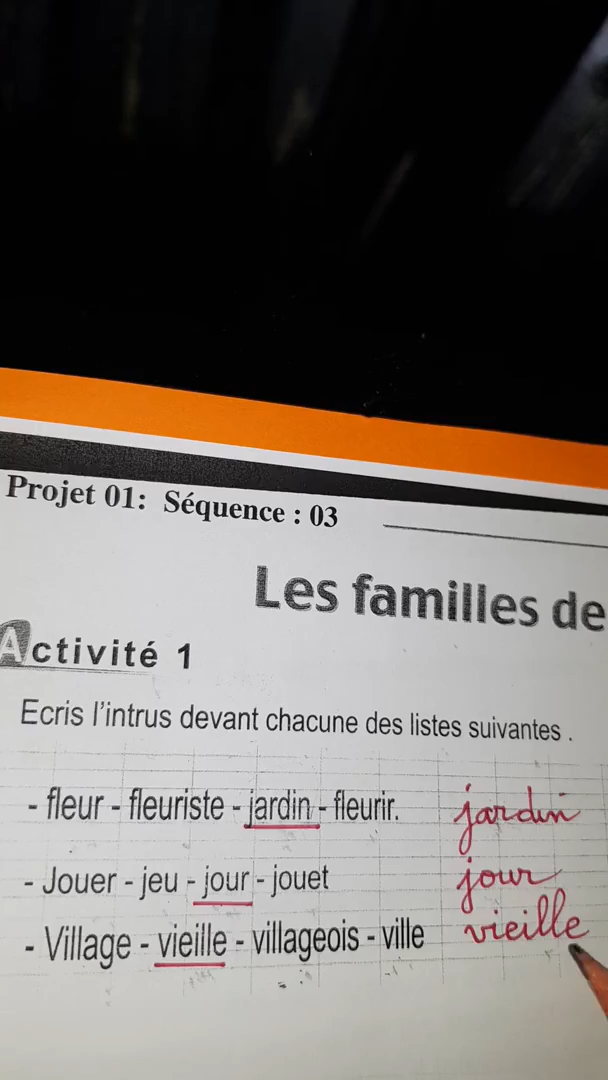 Projet 01: Séquence : 03
Les familles de
Activité 1
Ecris l'intrus devant chacune des listes suivantes .
- fleur - fleuriste - jardin - fleurir. jardin
- Jouer - jeu - jour - jouet jour
- Village - vieille - villageois - ville vieille